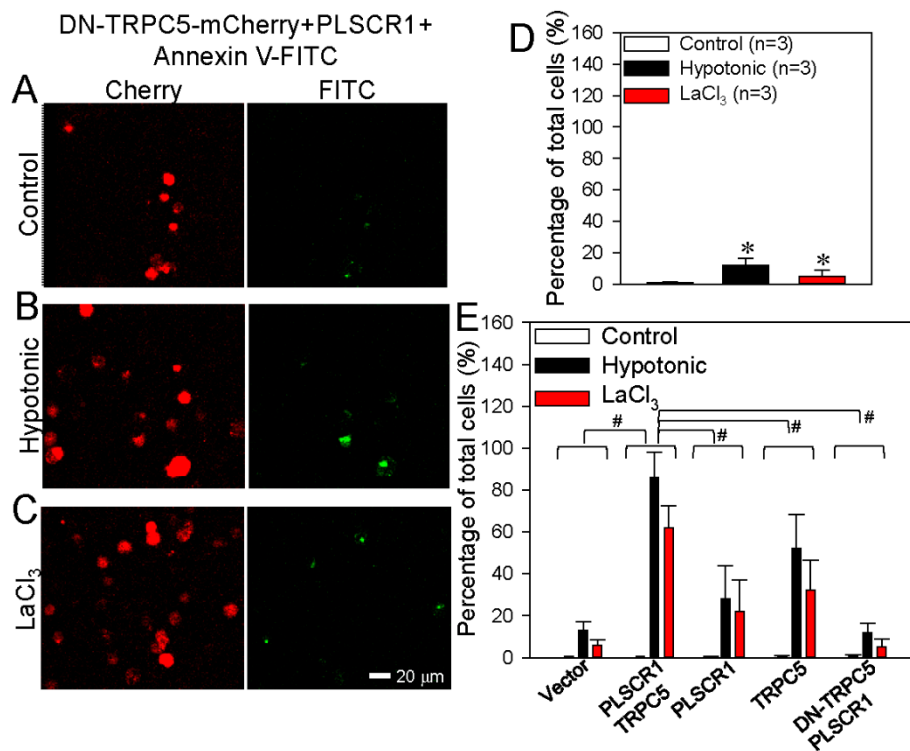 DN-TRPC5-mCherry+PLSCR1+
Annexin V-FITC
A
Cherry
FITC
Control
B
Hypotonic
C
LaCl₃
20 μm
D
Percentage of total cells (%)
160
140
120
100
80
60
40
20
0
Control (n=3)
Hypotonic (n=3)
LaCl₃ (n=3)
*
*
E
Percentage of total cells (%)
160
140
120
100
80
60
40
20
0
Control
Hypotonic
LaCl₃
#
#
#
#
Vector
PLSCR1
TRPC5
PLSCR1
TRPC5
DN-TRPC5
PLSCR1